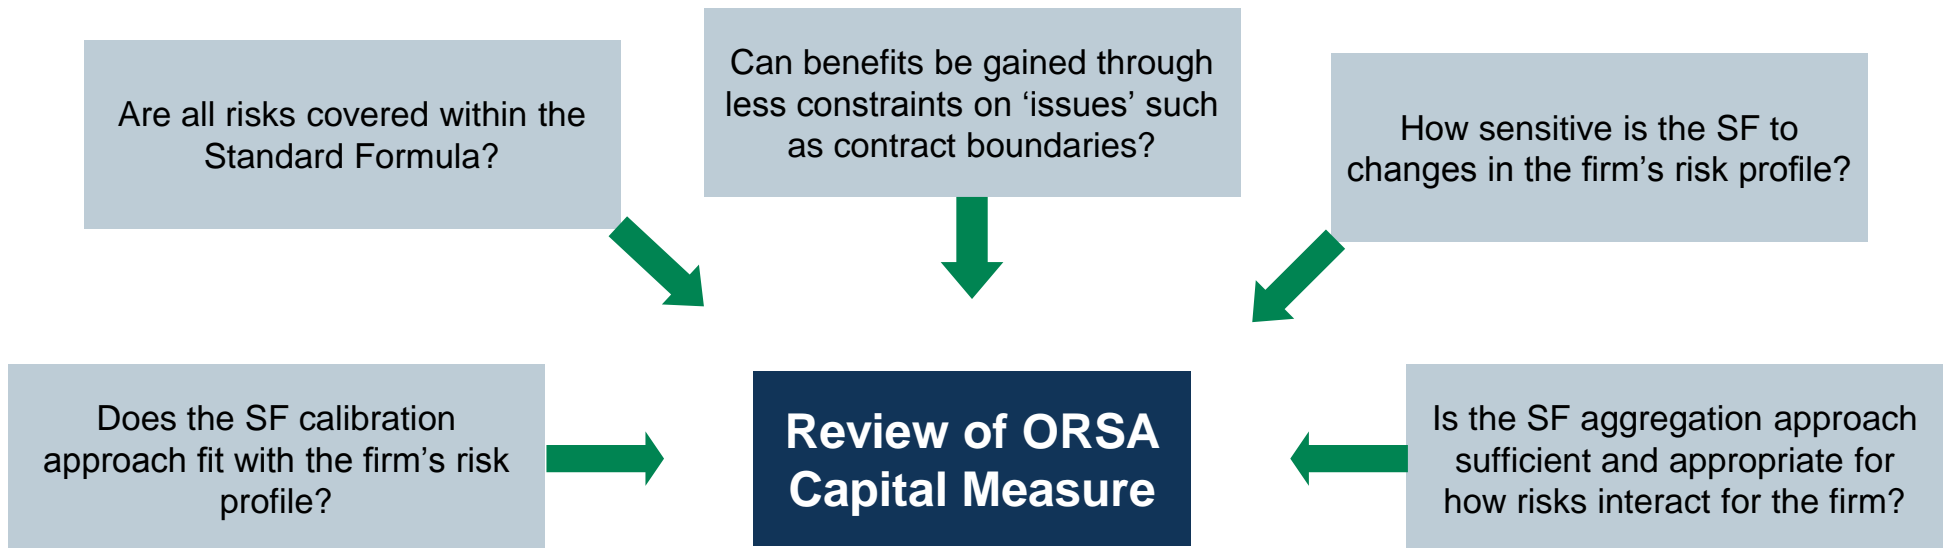 Are all risks covered within the
Standard Formula?
Can benefits be gained through
less constraints on ‘issues’ such
as contract boundaries?
How sensitive is the SF to
changes in the firm’s risk profile?
Does the SF calibration
approach fit with the firm’s risk
profile?
Review of ORSA
Capital Measure
Is the SF aggregation approach
sufficient and appropriate for
how risks interact for the firm?